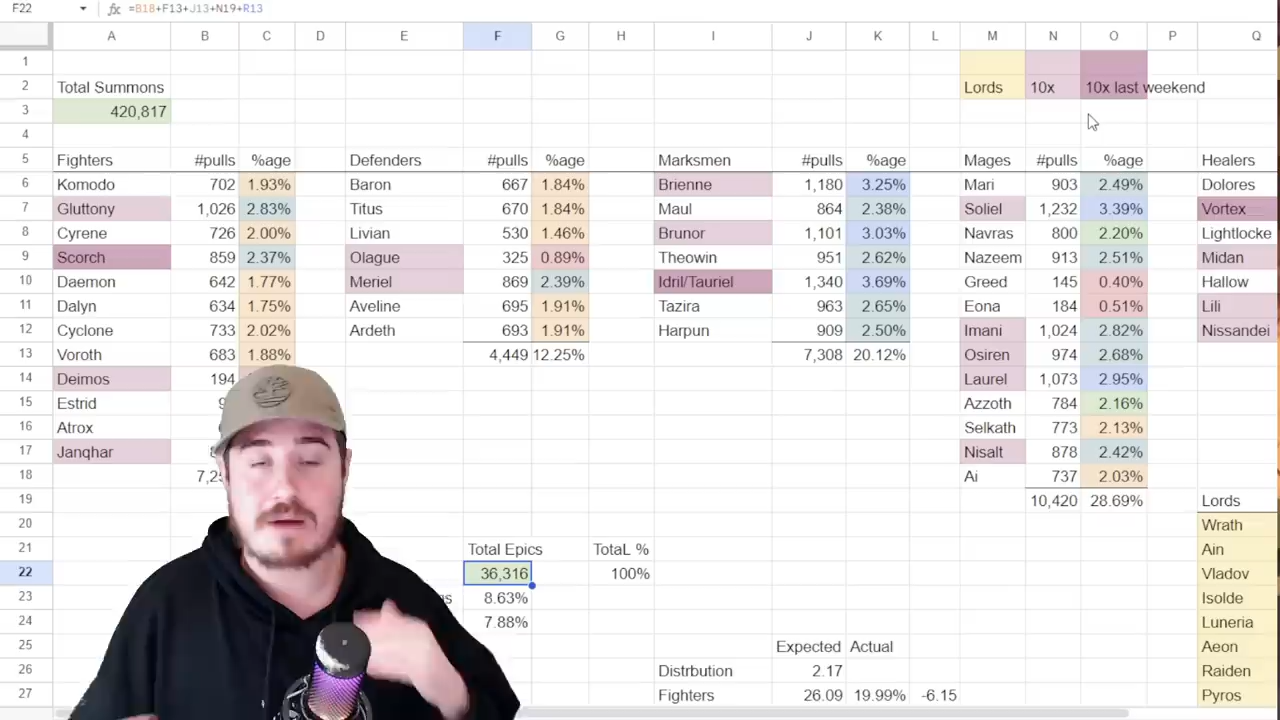 F22 fx =B18+F13+J13+N19+R13
A B C D E F G H I J K L M N O P Q
1
2 Total Summons Lords 10x 10x last weekend
3 420,817
4
5 Fighters #pulls %age Defenders #pulls %age Marksmen #pulls %age Mages #pulls %age Healers
6 Komodo 702 1.93% Baron 667 1.84% Brienne 1,180 3.25% Mari 903 2.49% Dolores
7 Gluttony 1,026 2.83% Titus 670 1.84% Maul 864 2.38% Soliel 1,232 3.39% Vortex
8 Cyrene 726 2.00% Livian 530 1.46% Brunor 1,101 3.03% Navras 800 2.20% Lightlocke
9 Scorch 859 2.37% Olague 325 0.89% Theowin 951 2.62% Nazeem 913 2.51% Midan
10 Daemon 642 1.77% Meriel 869 2.39% Idril/Tauriel 1,340 3.69% Greed 145 0.40% Hallow
11 Dalyn 634 1.75% Aveline 695 1.91% Tazira 963 2.65% Eona 184 0.51% Lili
12 Cyclone 733 2.02% Ardeth 693 1.91% Harpun 909 2.50% Imani 1,024 2.82% Nissandei
13 Voroth 683 1.88% 4,449 12.25% 7,308 20.12% Osiren 974 2.68%
14 Deimos 194 Laurel 1,073 2.95%
15 Estrid Azzoth 784 2.16%
16 Atrox Selkath 773 2.13%
17 Janqhar Nisalt 878 2.42%
18 7,25 Ai 737 2.03%
19 10,420 28.69% Lords
20 Wrath
21 Total Epics TotaL % Ain
22 36,316 100% Vladov
23 8.63% Isolde
24 7.88% Luneria
25 Expected Actual Aeon
26 Distrbution 2.17 Raiden
27 Fighters 26.09 19.99% -6.15 Pyros